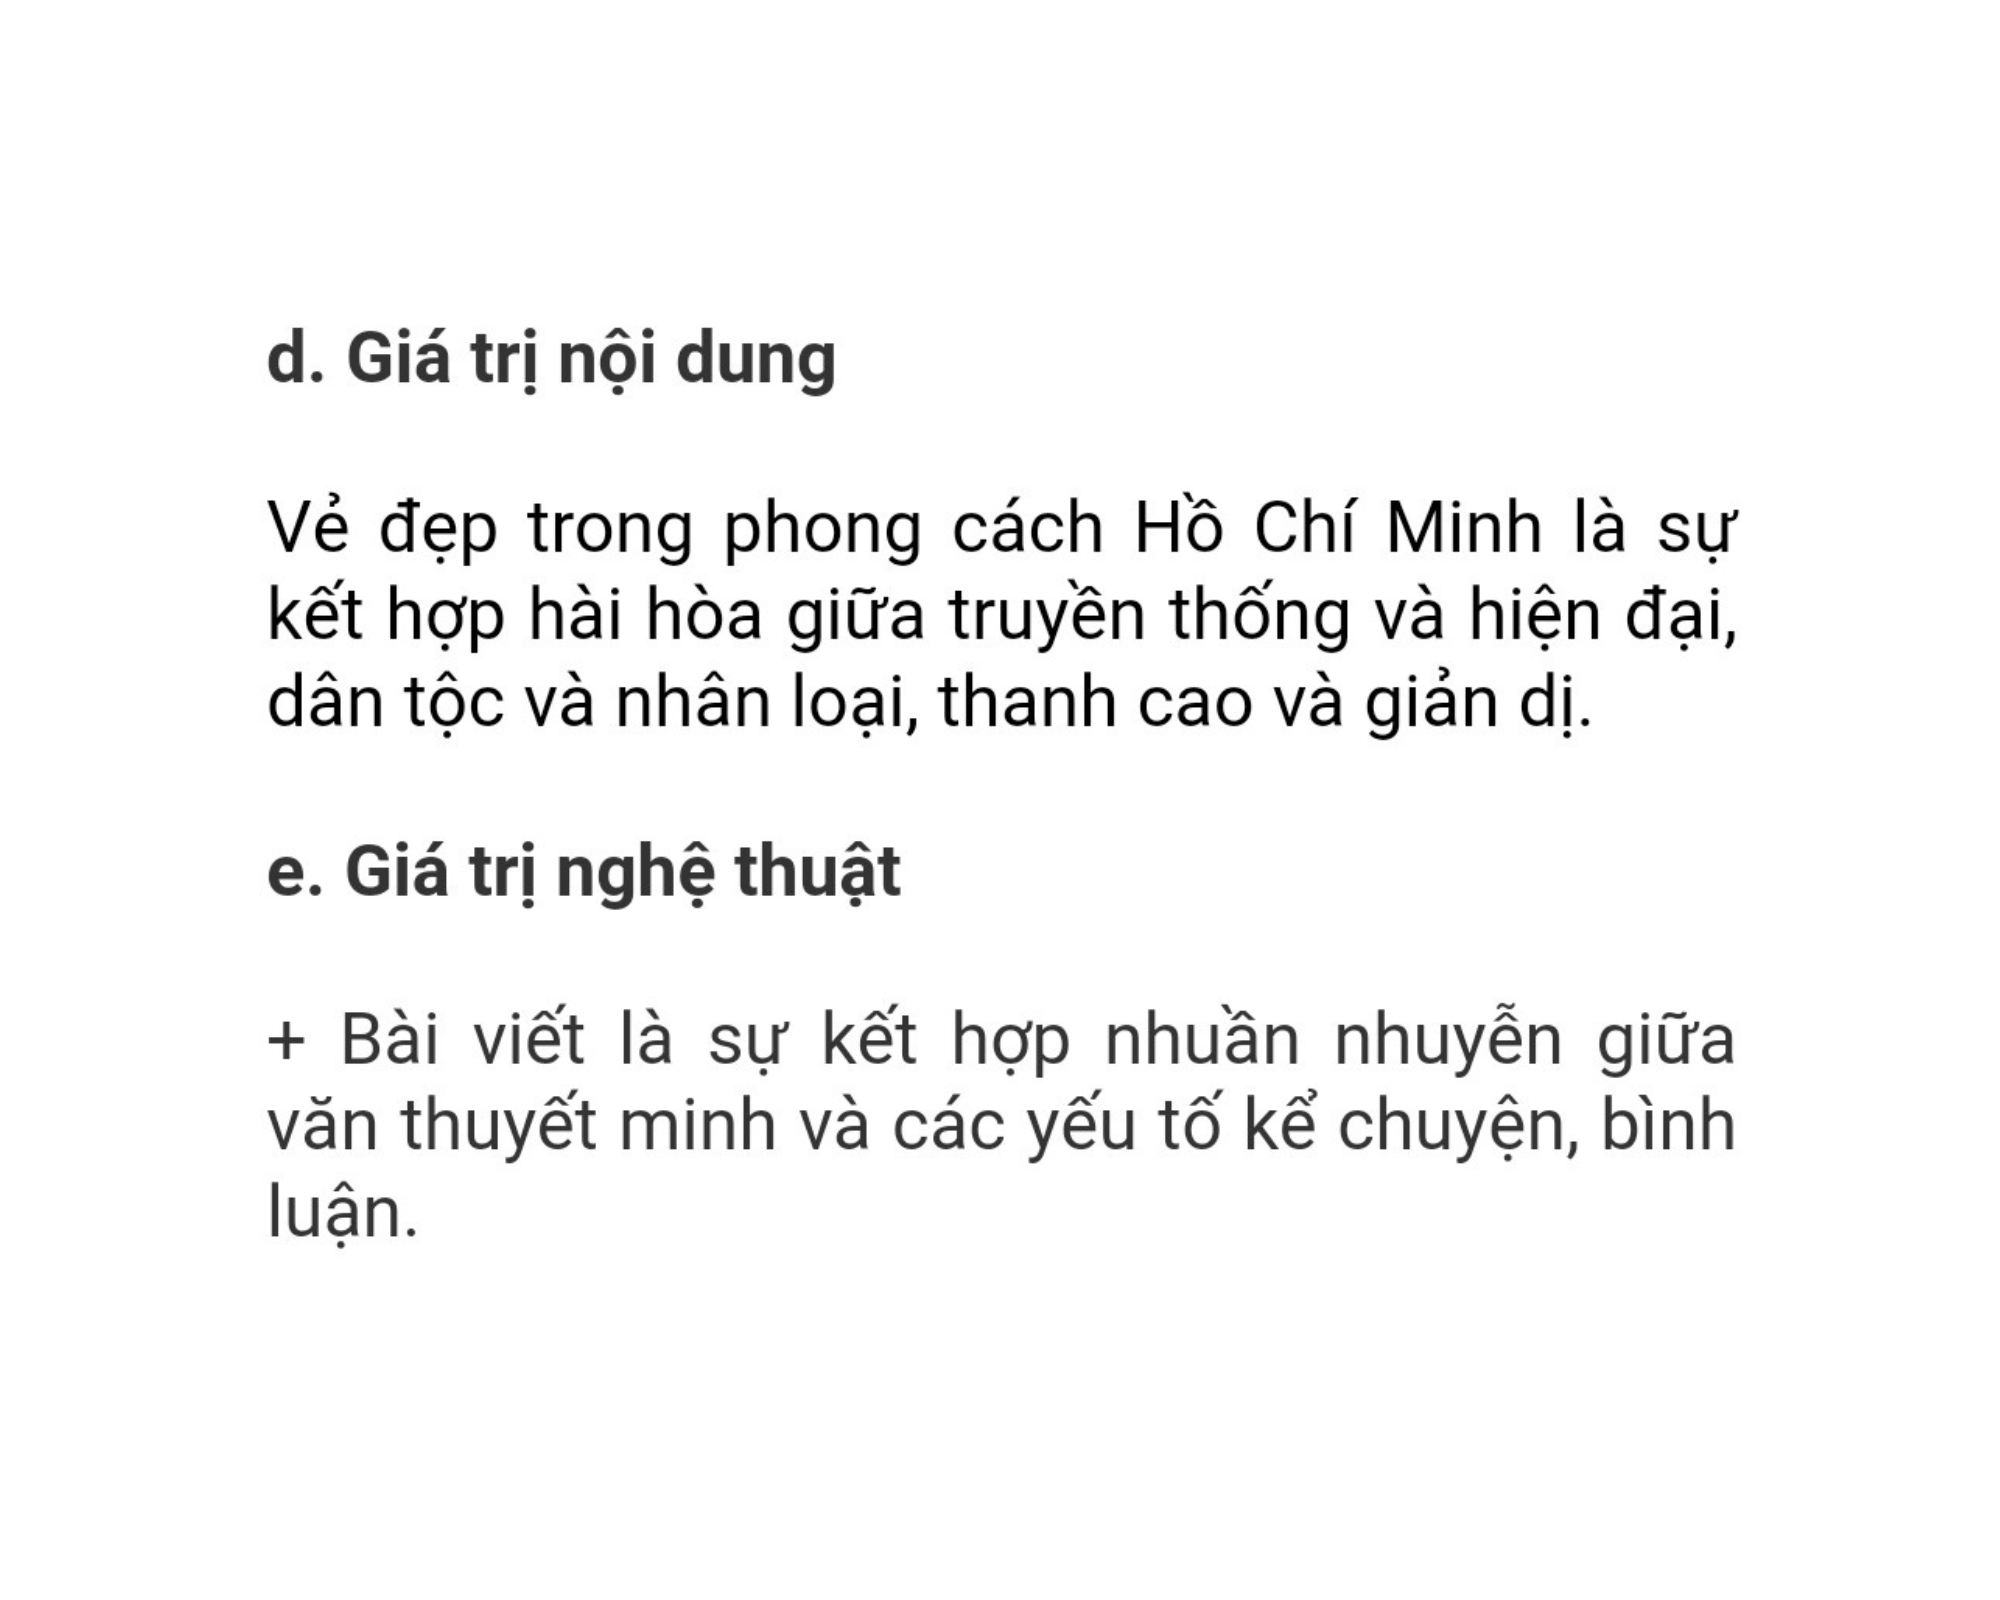 d. Giá trị nội dung
Vẻ đẹp trong phong cách Hồ Chí Minh là sự
kết hợp hài hòa giữa truyền thống và hiện đại,
dân tộc và nhân loại, thanh cao và giản dị.
e. Giá trị nghệ thuật
+ Bài viết là sự kết hợp nhuần nhuyễn giữa
văn thuyết minh và các yếu tố kể chuyện, bình
luận.